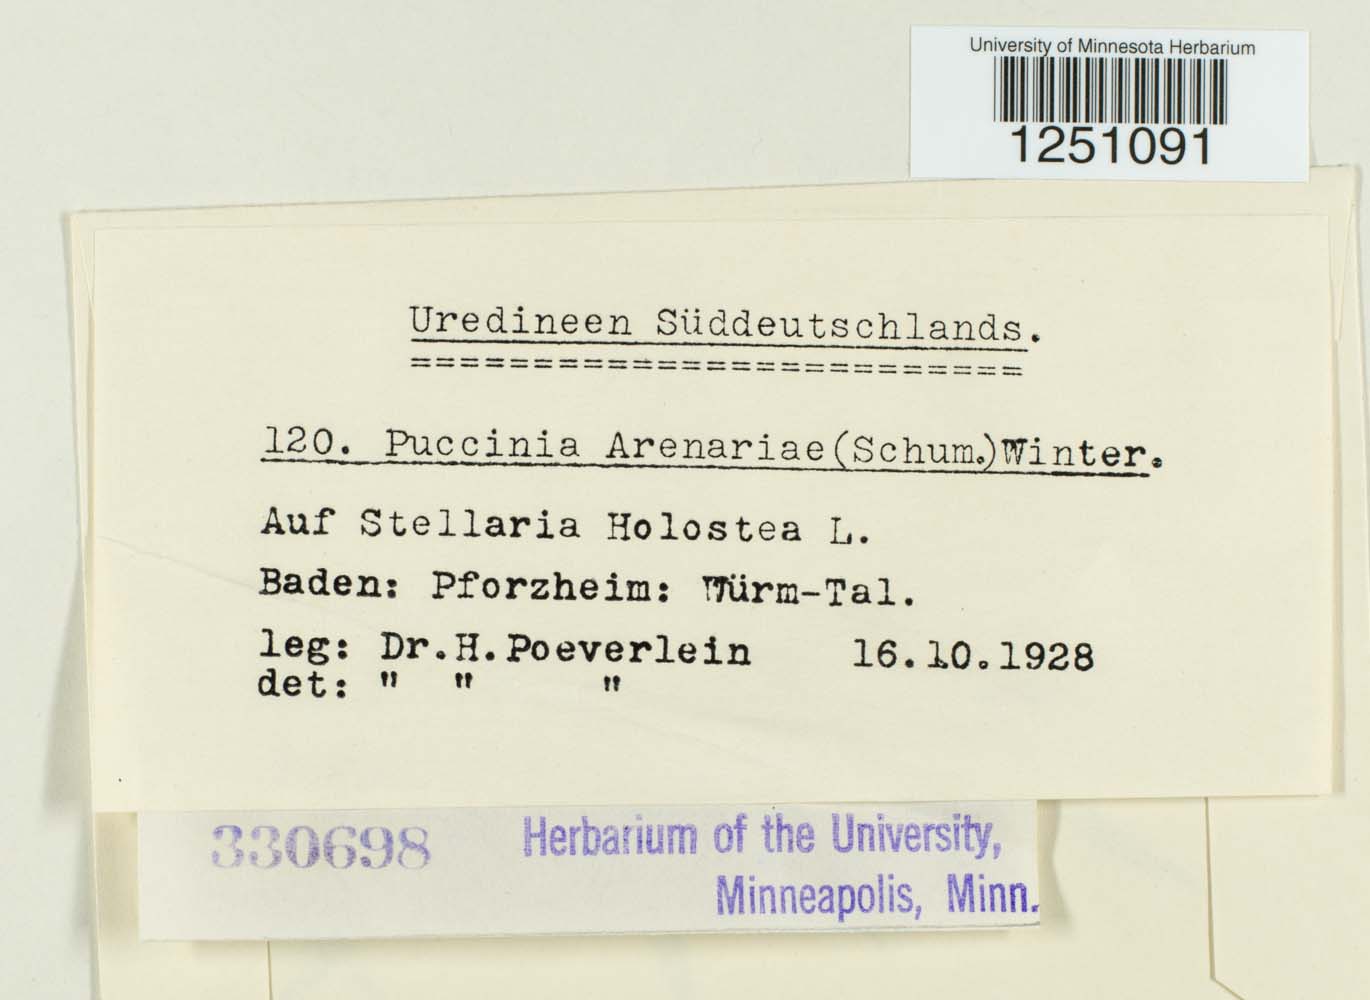 University of Minnesota Herbarium
1251091
Uredineen Süddeutschlands.
=========================
120. Puccinia Arenariae(Schum.)Winter.
Auf Stellaria Holostea L.
Baden: Pforzheim: Würm-Tal.
leg: Dr.H.Poeverlein 16.10.1928
det: " " "
330698 Herbarium of the University,
Minneapolis, Minn.